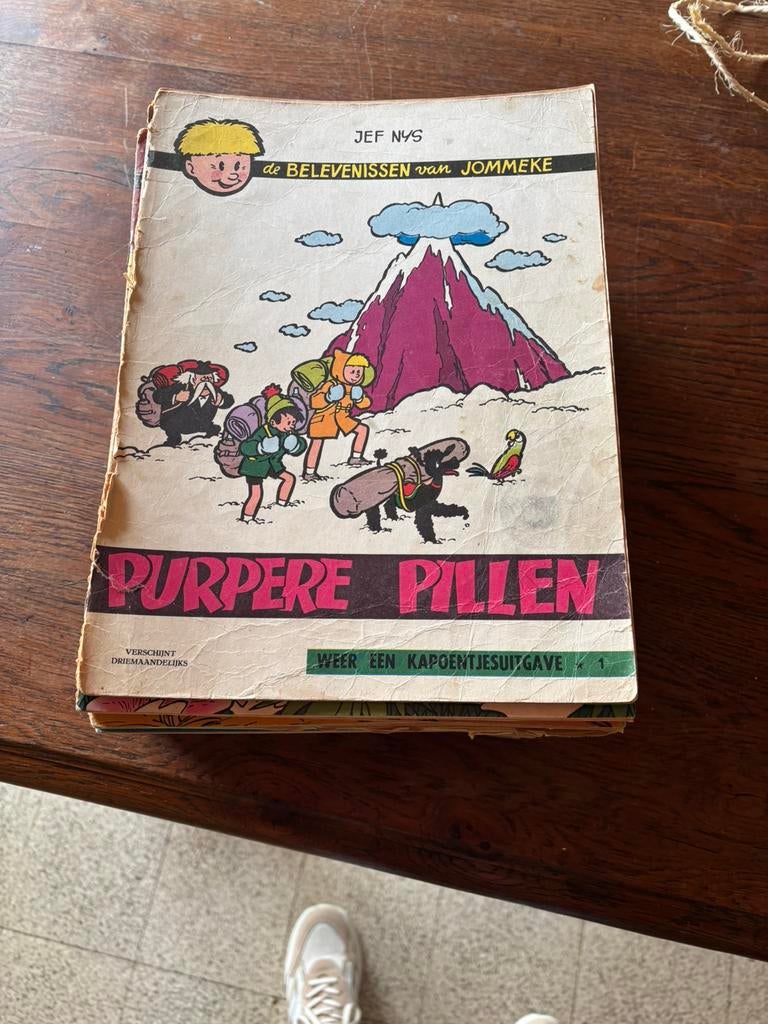 JEF NYS
de BELEVENISSEN van JOMMEKE
PURPERE PILLEN
VERSCHIJNT
DRIEMAANDELIJKS
WEER EEN KAPOENTJESUITGAVE ★ 1